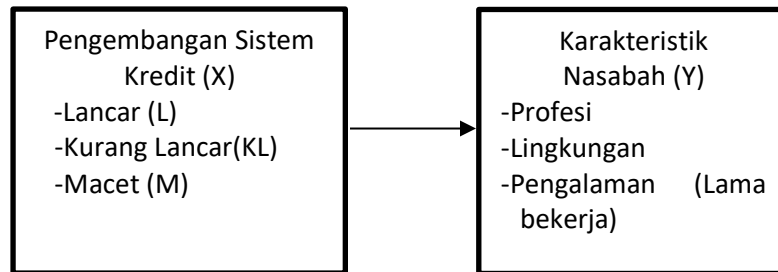 Pengembangan Sistem
Kredit (X)
-Lancar (L)
-Kurang Lancar(KL)
-Macet (M)
Karakteristik
Nasabah (Y)
-Profesi
-Lingkungan
-Pengalaman (Lama
bekerja)